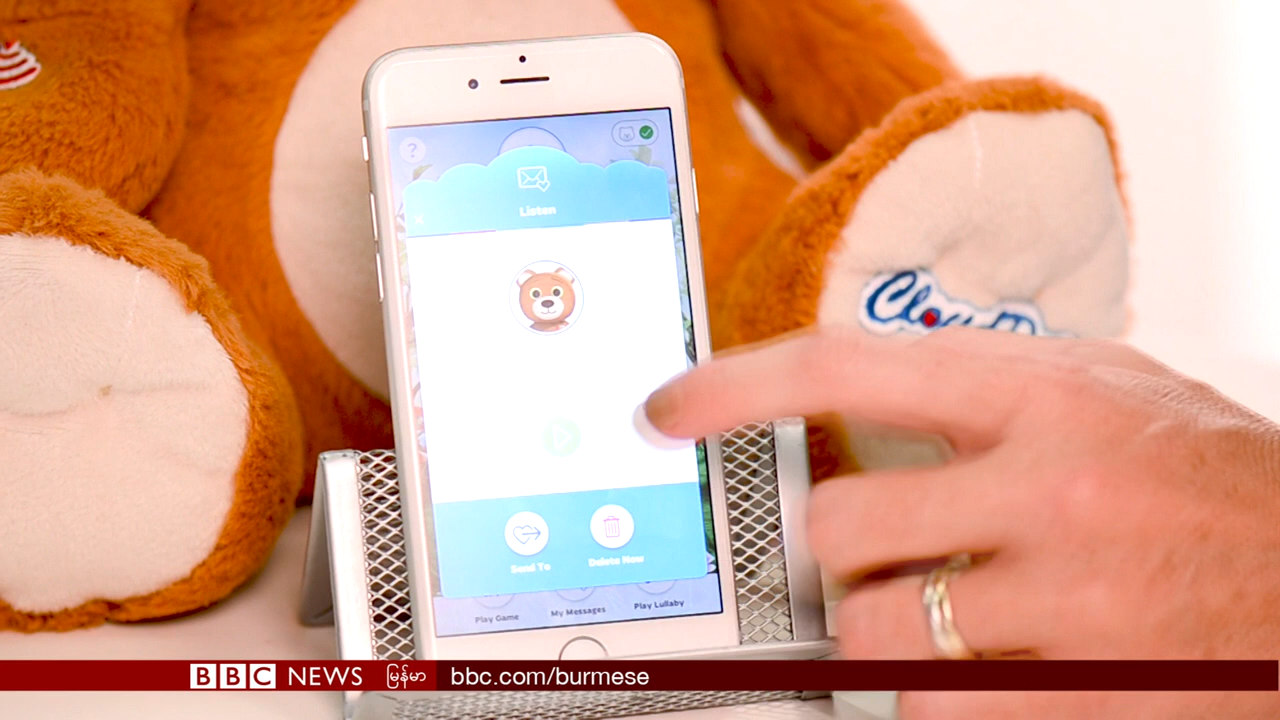 ?
Listen
Send To
Delete Now
Play Game
My Messages
Play Lullaby
BBC NEWS မြန်မာ bbc.com/burmese